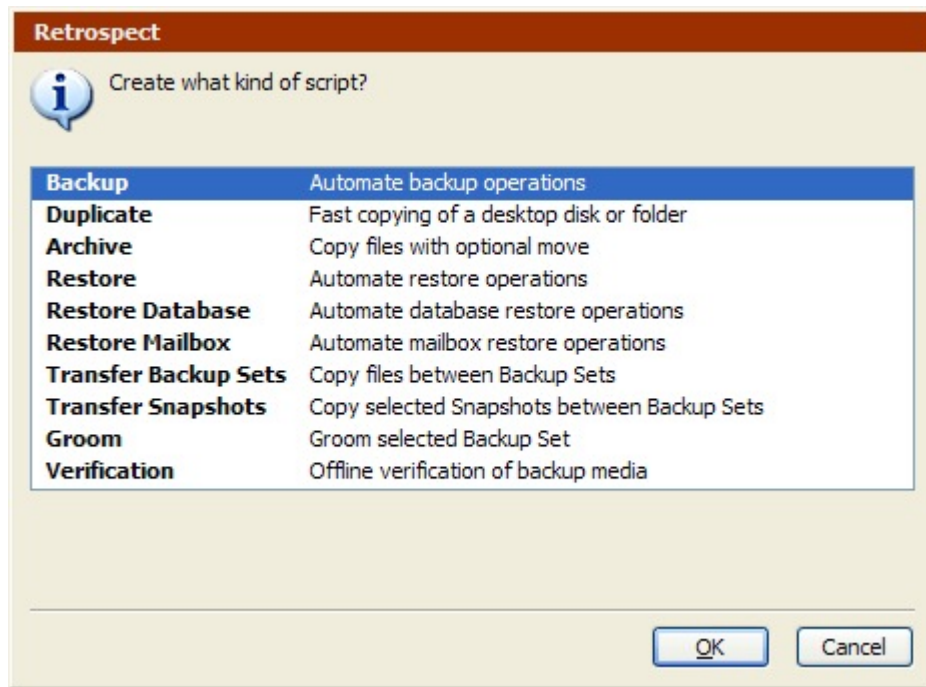 Retrospect
Create what kind of script?
Backup Automate backup operations
Duplicate Fast copying of a desktop disk or folder
Archive Copy files with optional move
Restore Automate restore operations
Restore Database Automate database restore operations
Restore Mailbox Automate mailbox restore operations
Transfer Backup Sets Copy files between Backup Sets
Transfer Snapshots Copy selected Snapshots between Backup Sets
Groom Groom selected Backup Set
Verification Offline verification of backup media
OK Cancel